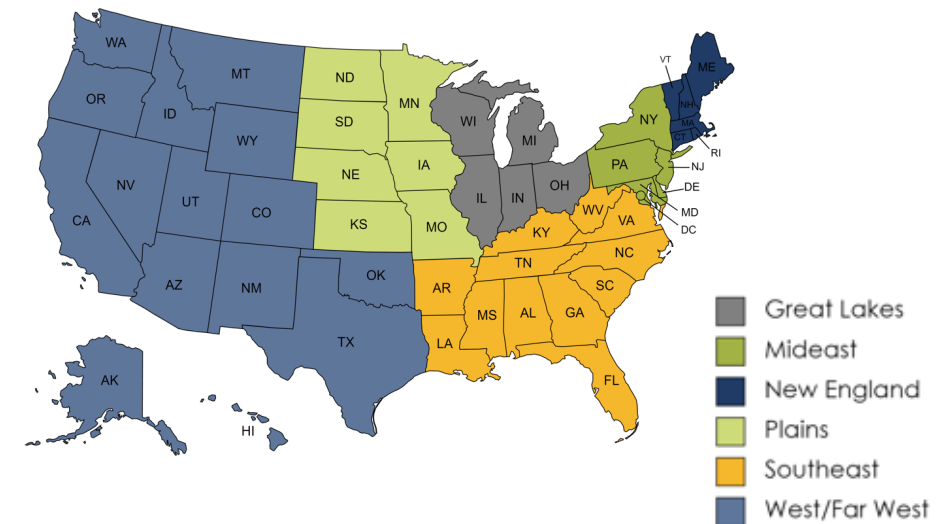 WA
MT
ND
MN
VT
ME
OR
ID
WY
SD
WI
MI
NY
NH
MA
CT
RI
NV
UT
CO
NE
IA
IL
IN
OH
PA
NJ
DE
MD
DC
CA
KS
MO
KY
WV
VA
AZ
NM
OK
AR
TN
NC
SC
TX
LA
MS
AL
GA
FL
AK
HI
Great Lakes
Mideast
New England
Plains
Southeast
West/Far West